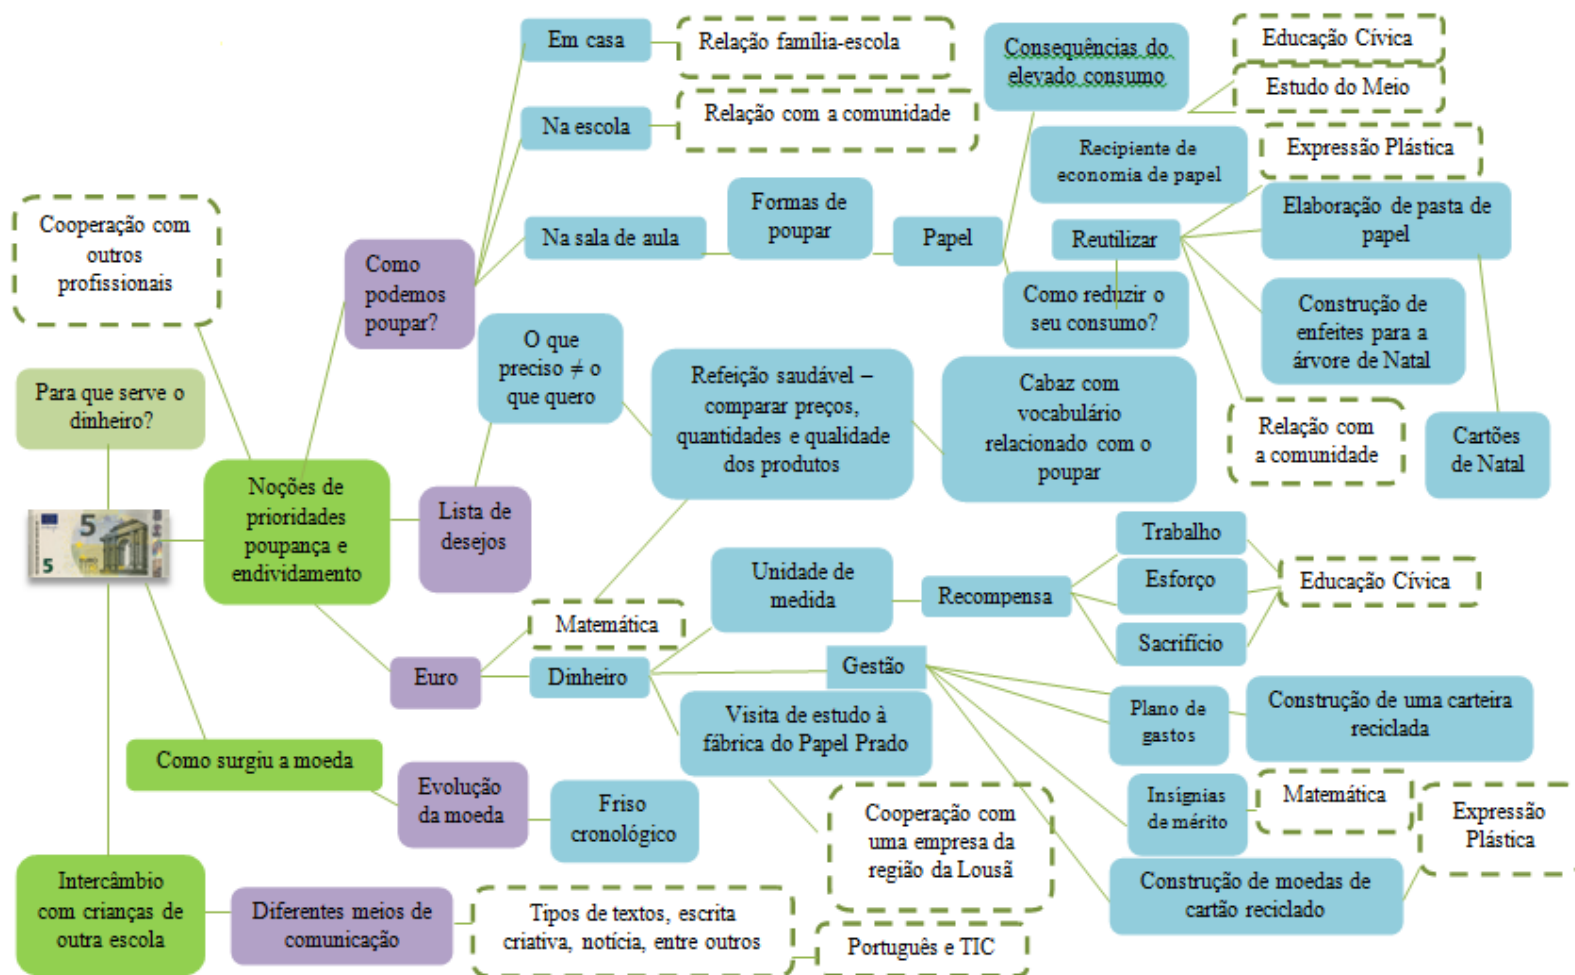 Em casa
Relação família-escola
Consequências do
elevado consumo
Educação Cívica
Estudo do Meio
Na escola
Relação com a comunidade
Recipiente de
economia de papel
Expressão Plástica
Cooperação com
outros
profissionais
Como
podemos
poupar?
Na sala de aula
Formas de
poupar
Papel
Reutilizar
Elaboração de pasta de
papel
Como reduzir o
seu consumo?
Construção de
enfeites para a
árvore de Natal
O que
preciso ≠ o
que quero
Refeição saudável –
comparar preços,
quantidades e qualidade
dos produtos
Cabaz com
vocabulário
relacionado com o
poupar
Relação com
a comunidade
Cartões
de Natal
Para que serve o
dinheiro?
Noções de
prioridades
poupança e
endividamento
Lista de
desejos
5
5
Unidade de
medida
Recompensa
Trabalho
Esforço
Sacrifício
Educação Cívica
Matemática
Euro
Dinheiro
Gestão
Visita de estudo à
fábrica do Papel Prado
Plano de
gastos
Construção de uma carteira
reciclada
Como surgiu a moeda
Evolução
da moeda
Friso
cronológico
Cooperação com
uma empresa da
região da Lousã
Insígnias
de mérito
Matemática
Expressão
Plástica
Construção de moedas de
cartão reciclado
Intercâmbio
com crianças de
outra escola
Diferentes meios de
comunicação
Tipos de textos, escrita
criativa, notícia, entre outros
Português e TIC